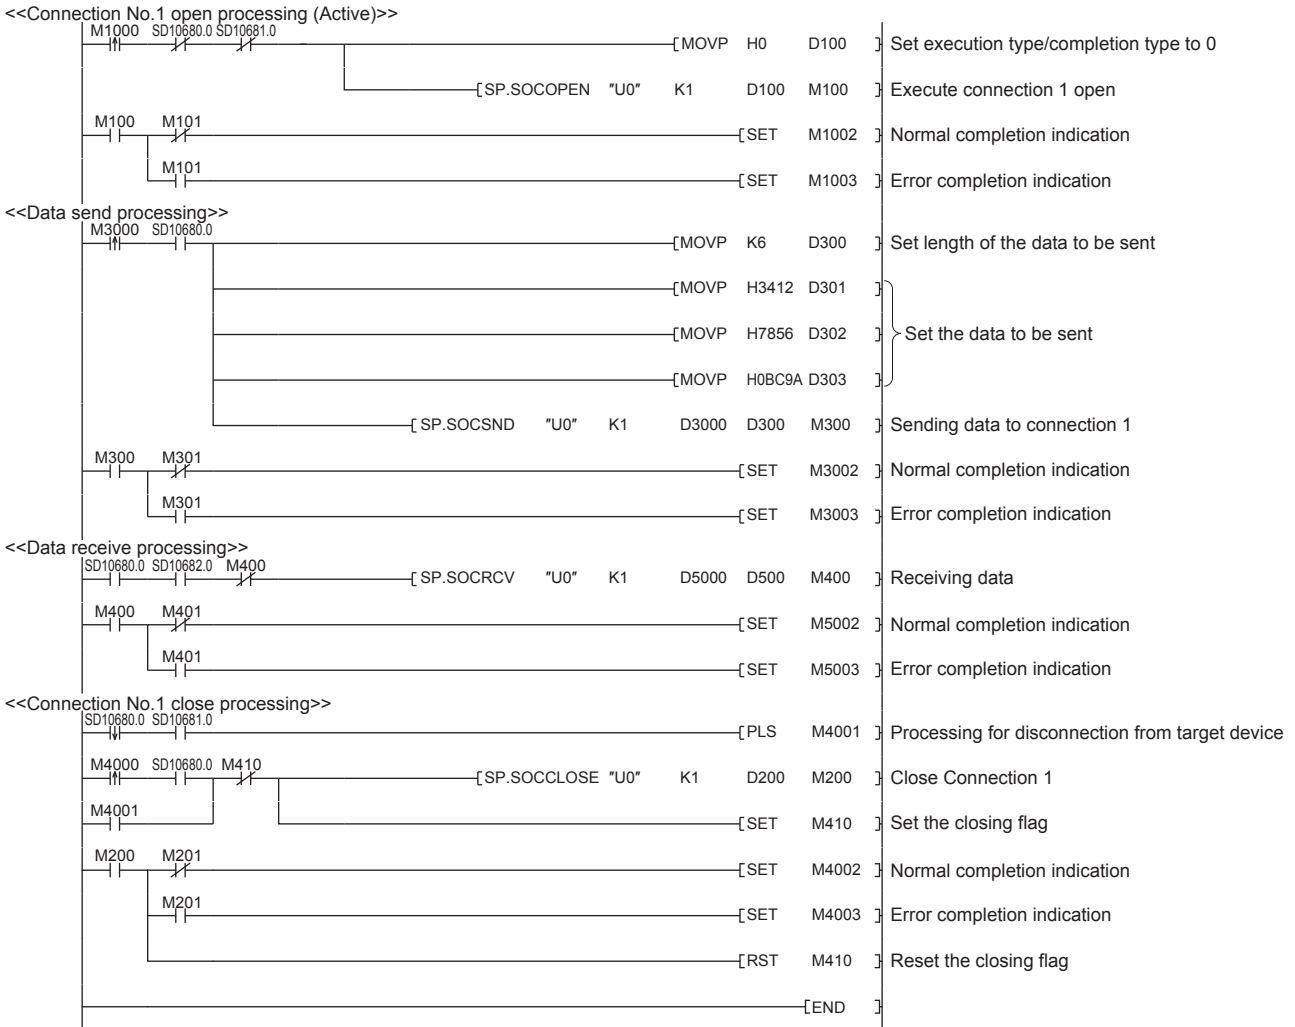 <<Connection No.1 open processing (Active)>>
M1000 SD10680.0 SD10681.0
MOVP H0 D100 Set execution type/completion type to 0
SP.SOCOPEN "U0" K1 D100 M100 Execute connection 1 open
M100 M101
SET M1002 Normal completion indication
M101
SET M1003 Error completion indication
<<Data send processing>>
M3000 SD10680.0
MOVP K6 D300 Set length of the data to be sent
MOVP H3412 D301
MOVP H7856 D302 Set the data to be sent
MOVP H0BC9A D303
SP.SOCSND "U0" K1 D3000 D300 M300 Sending data to connection 1
M300 M301
SET M3002 Normal completion indication
M301
SET M3003 Error completion indication
<<Data receive processing>>
SD10680.0 SD10682.0 M400
SP.SOCRCV "U0" K1 D5000 D500 M400 Receiving data
M400 M401
SET M5002 Normal completion indication
M401
SET M5003 Error completion indication
<<Connection No.1 close processing>>
SD10680.0 SD10681.0
PLS M4001 Processing for disconnection from target device
M4000 SD10680.0 M410
SP.SOCCLOSE "U0" K1 D200 M200 Close Connection 1
M4001
SET M410 Set the closing flag
M200 M201
SET M4002 Normal completion indication
M201
SET M4003 Error completion indication
RST M410 Reset the closing flag
END